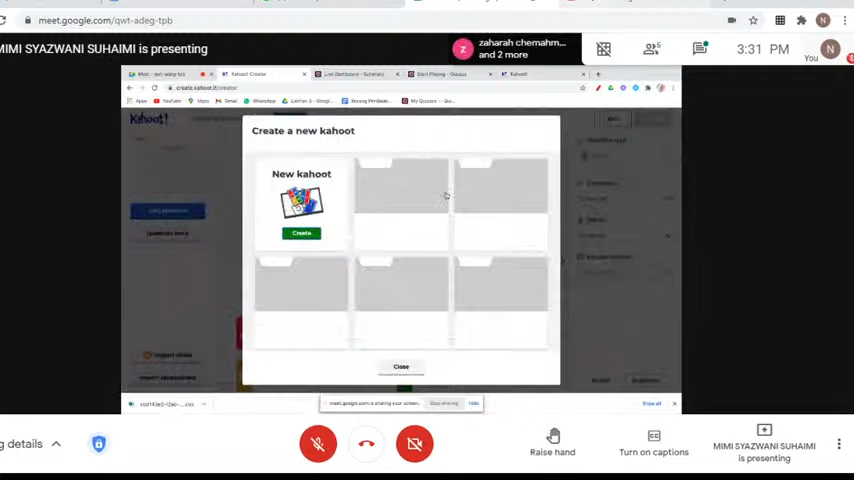 meet.google.com/qwt-adeg-tpb
N
MIMI SYAZWANI SUHAIMI is presenting
z
zaharah chemahm...
and 2 more
6
3:31 PM
N
You
Kahoot Creator
Live Dashboard - Summary
Start Playing - Quizizz
Kahoot!
create.kahoot.it/creator
Apps
YouTube
Maps
Gmail
WhatsApp
Kahoot!
Create a new kahoot
New kahoot
Create
Close
meet.google.com is sharing your screen.
Stop sharing
Hide
Show all
g details
Raise hand
Turn on captions
MIMI SYAZWANI SUHAIMI
is presenting